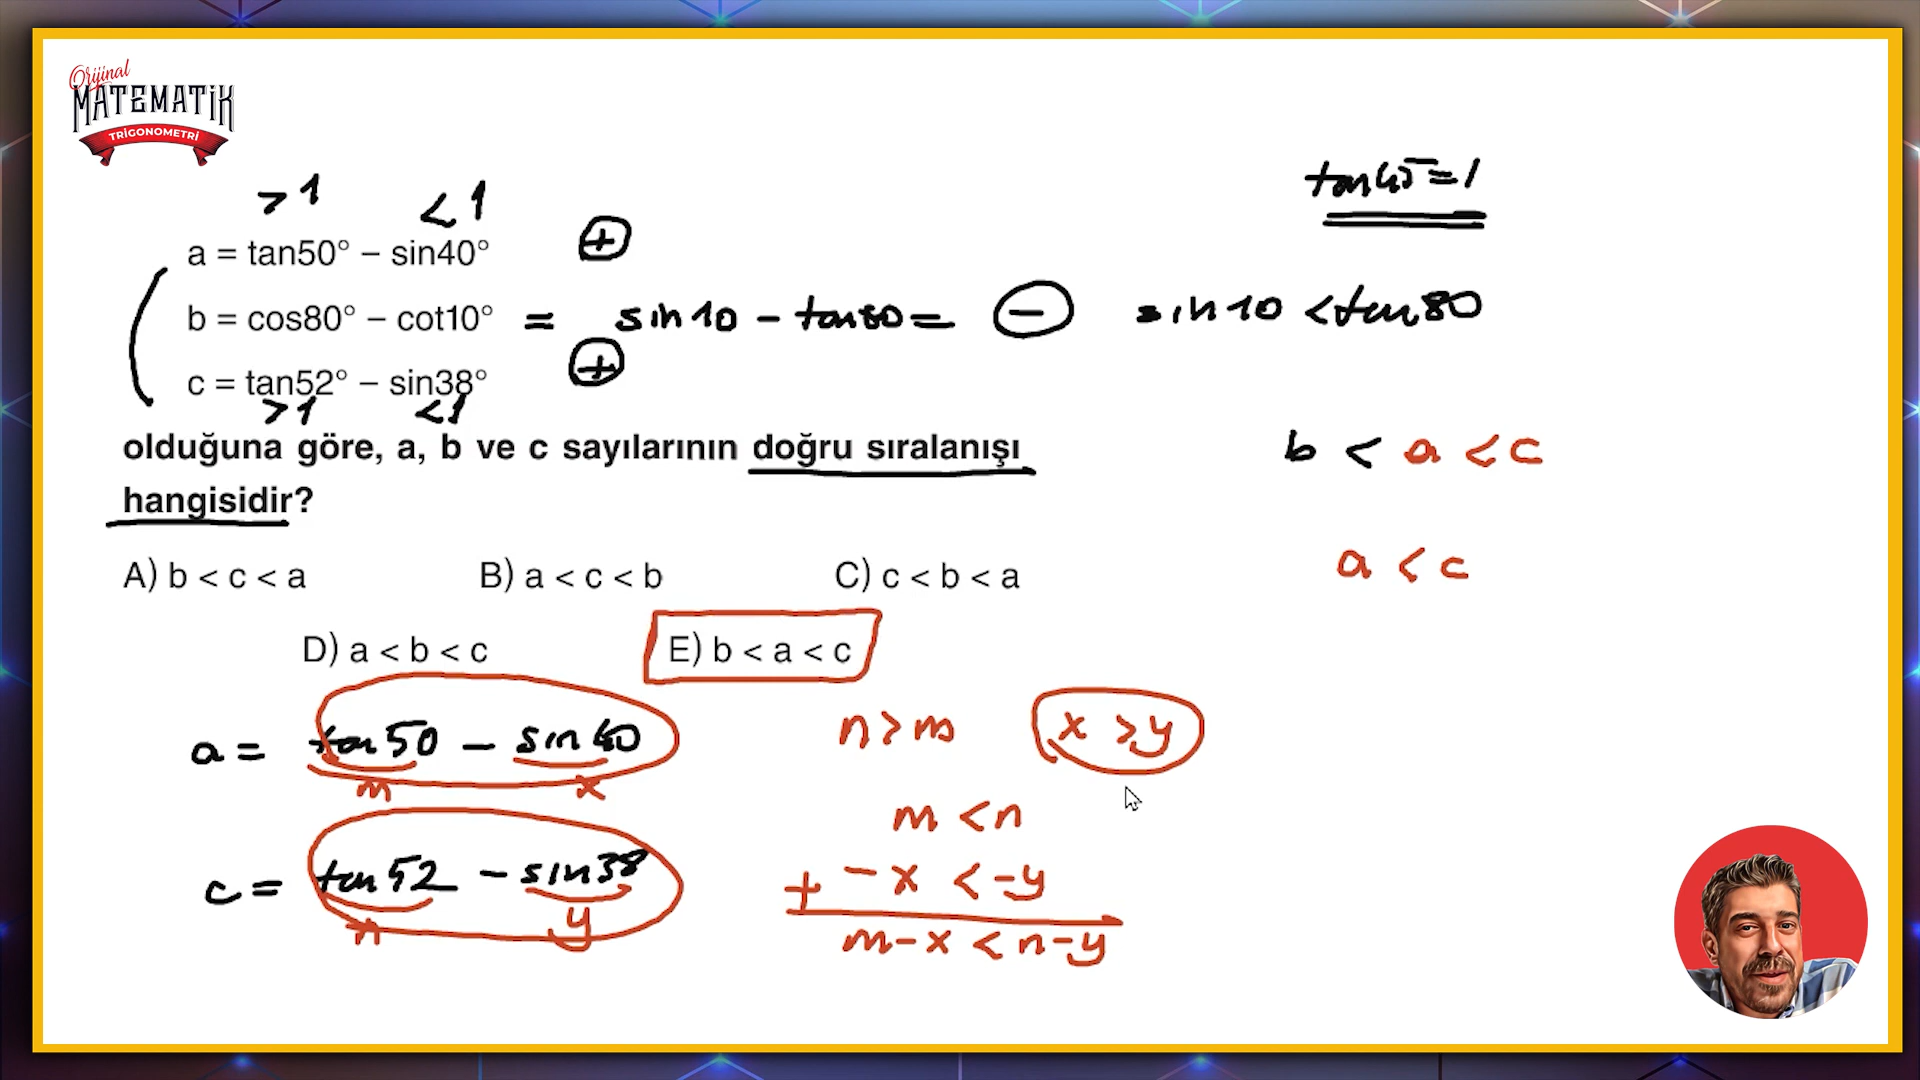 Orijinal
MATEMATİK
TRİGONOMETRİ
>1 <1
tan45=1
a = tan50° – sin40° +
b = cos80° – cot10° = sin10 - tan80 = - sin10 < tan80
c = tan52° – sin38° +
>1 <1
olduğuna göre, a, b ve c sayılarının doğru sıralanışı
hangisidir?
b < a < c
A) b < c < a B) a < c < b C) c < b < a
a < c
D) a < b < c E) b < a < c
a = tan50 - sin40
m x
n > m x > y
c = tan52 - sin38
n y
m < n
+ -x < -y
m-x < n-y